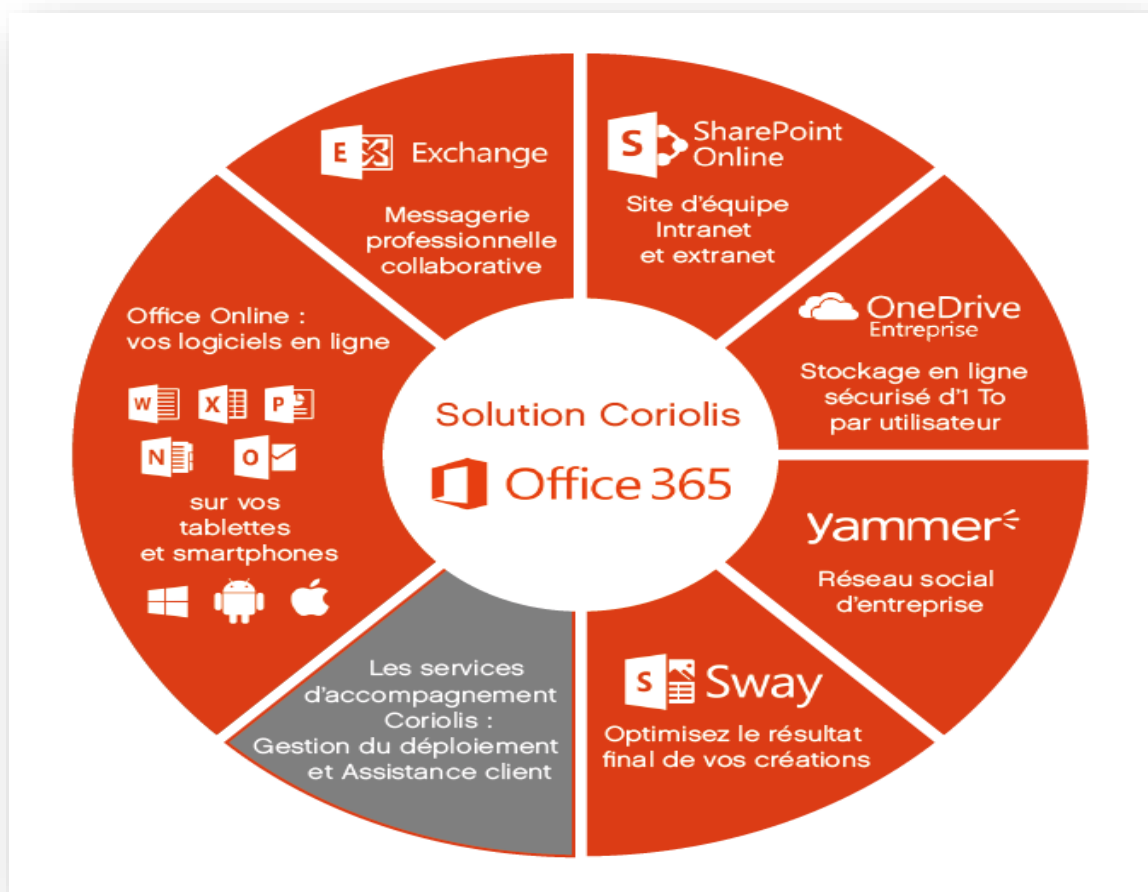 E Exchange
Messagerie
professionnelle
collaborative
S SharePoint
Online
Site d'équipe
Intranet
et extranet
OneDrive
Entreprise
Stockage en ligne
sécurisé d'1 To
par utilisateur
yammer
Réseau social
d'entreprise
S Sway
Optimisez le résultat
final de vos créations
Les services
d'accompagnement
Coriolis :
Gestion du déploiement
et Assistance client
Office Online :
vos logiciels en ligne
W X P
N O
sur vos
tablettes
et smartphones
Solution Coriolis
Office 365